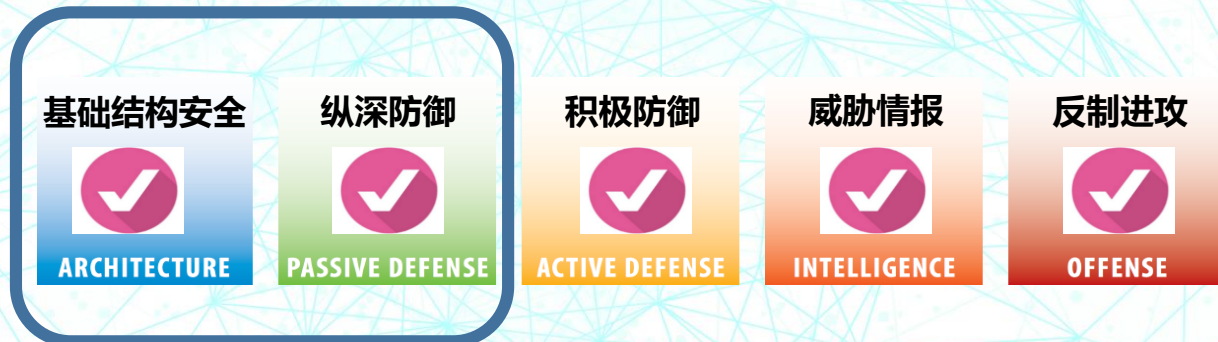 基础结构安全
纵深防御
积极防御
威胁情报
反制进攻
ARCHITECTURE
PASSIVE DEFENSE
ACTIVE DEFENSE
INTELLIGENCE
OFFENSE